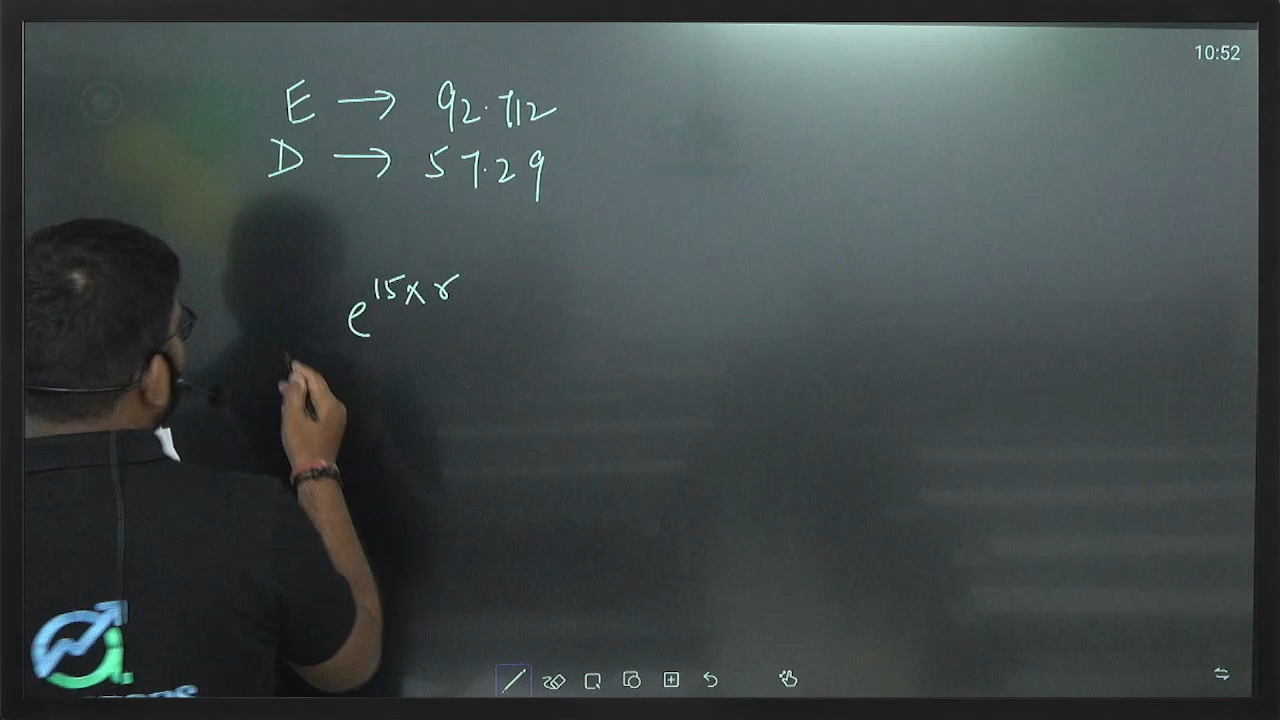 10:52
E → 92.712
D → 57.29
e^15×r